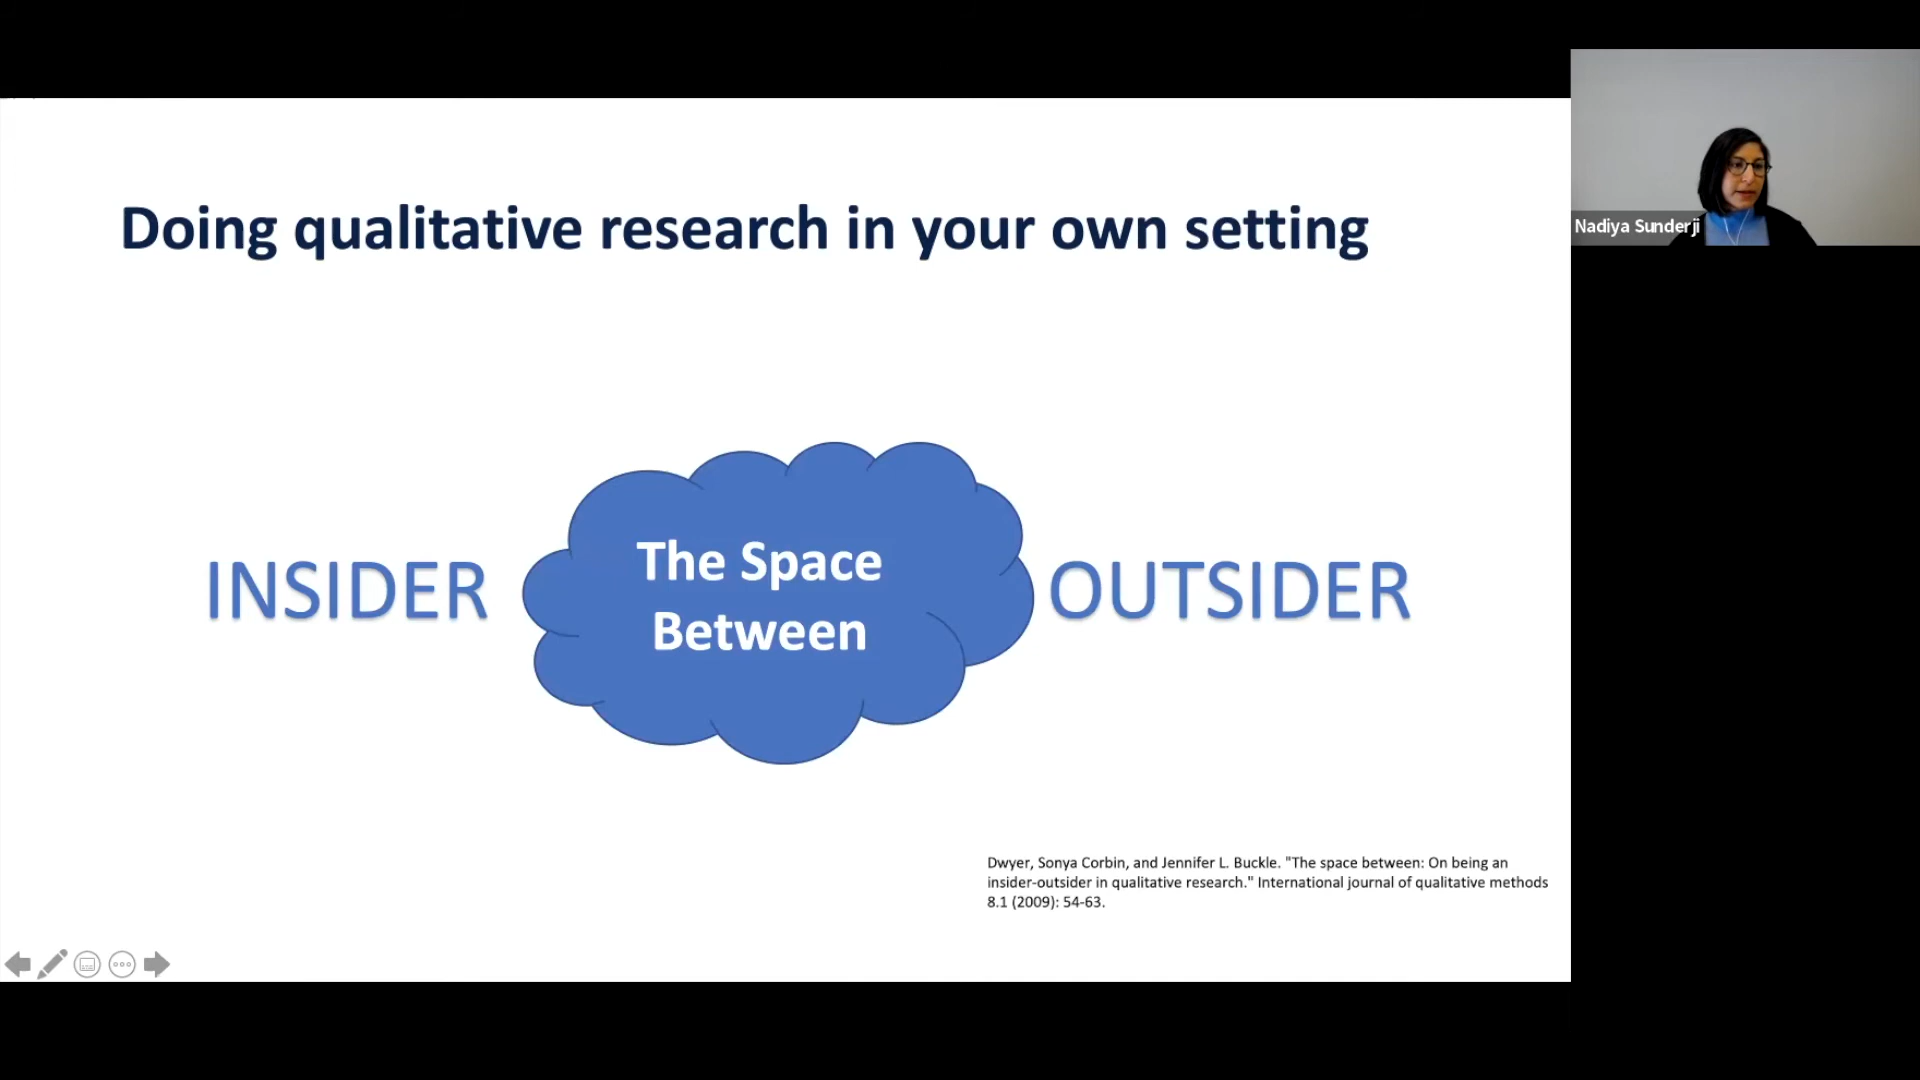 Doing qualitative research in your own setting
INSIDER
The Space
Between
OUTSIDER
Dwyer, Sonya Corbin, and Jennifer L. Buckle. "The space between: On being an
insider-outsider in qualitative research." International journal of qualitative methods
8.1 (2009): 54-63.
Nadiya Sunderji